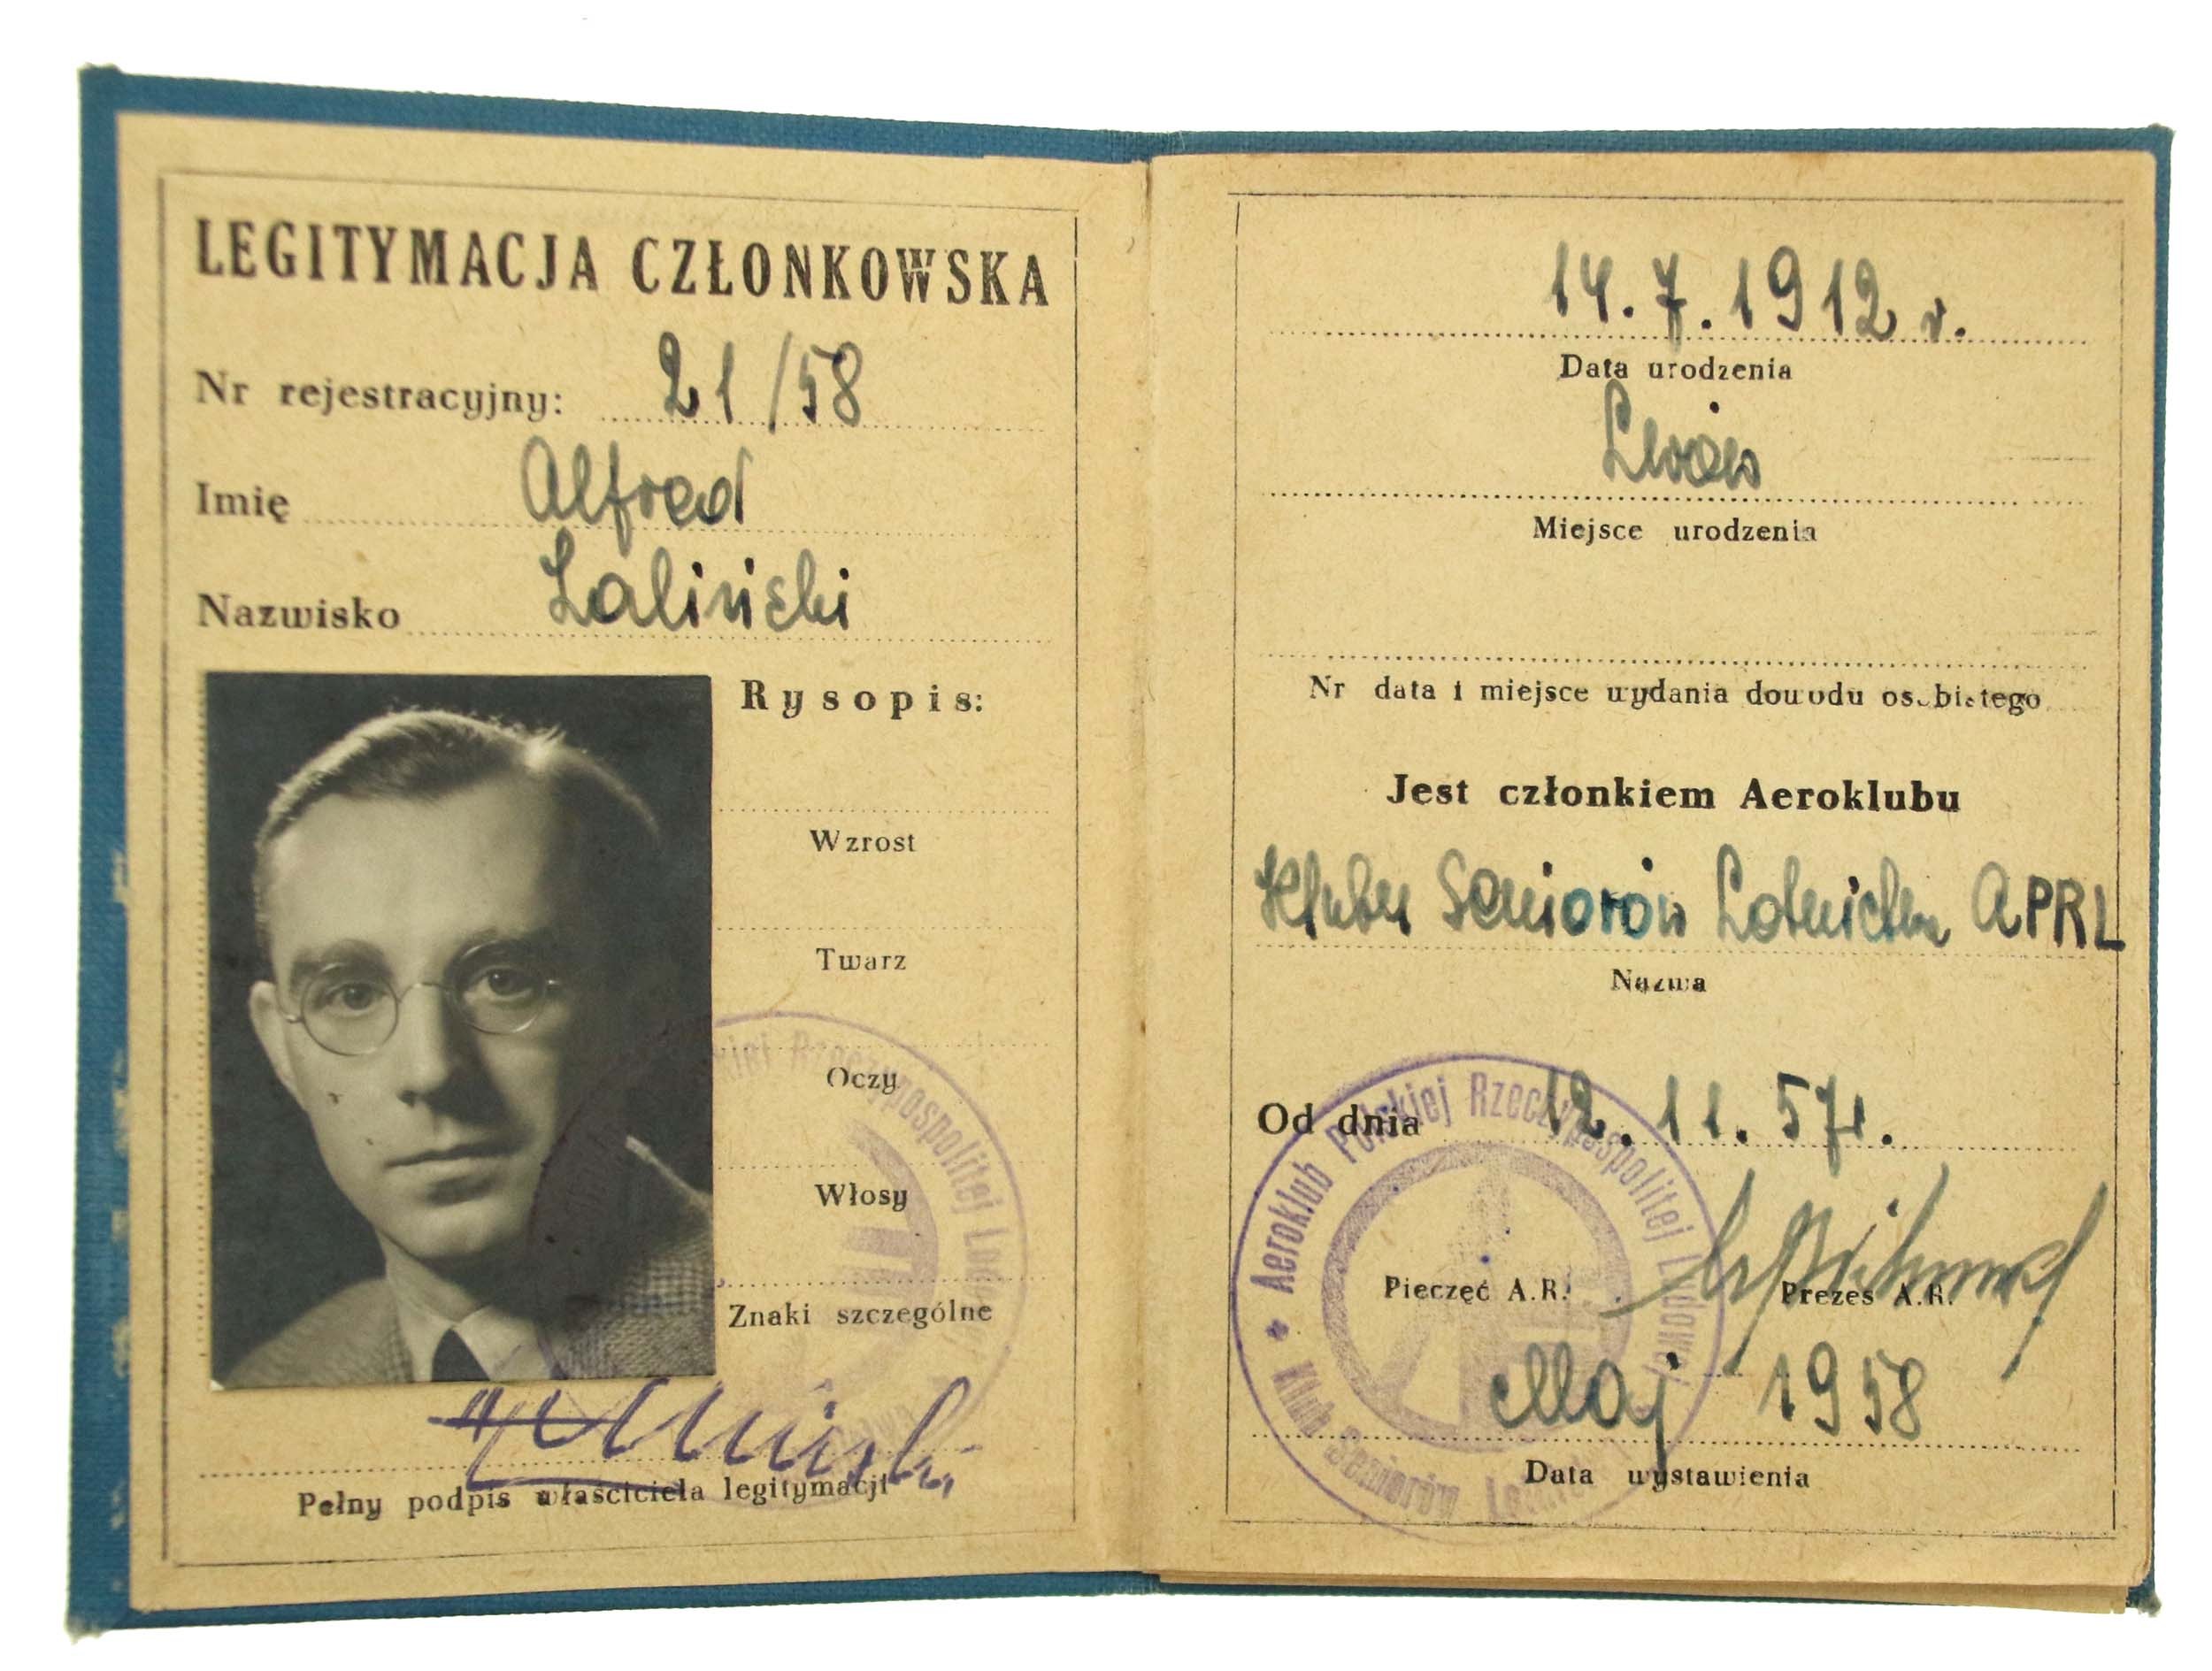 LEGITYMACJA CZŁONKOWSKA
Nr rejestracyjny: 21/58
Imię Alfred
Nazwisko Zaliński
Rysopis:
Wzrost
Twarz
Oczy
Włosy
Znaki szczególne
Pełny podpis właściciela legitymacji
14.7.1912 r.
Data urodzenia
Lwów
Miejsce urodzenia
Nr data i miejsce wydania dowodu osobistego
Jest członkiem Aeroklubu
Klubu Seniorów Lotnictwa APRL
Nazwa
Od dnia 12.11.57r.
Pieczęć A.R. Prezes A.R.
Maj 1958
Data wystawienia
Aeroklub Polskiej Rzeczypospolitej Ludowej
Klub Seniorów